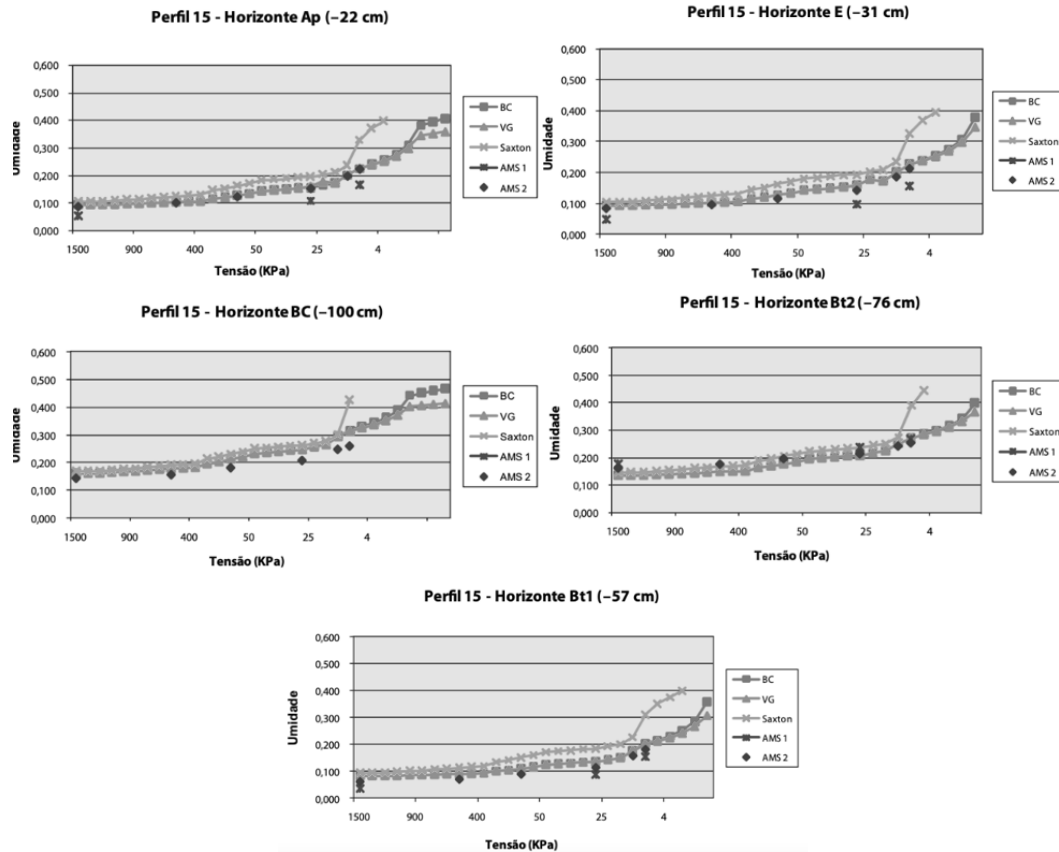 Perfil 15 - Horizonte Ap (–22 cm)
0,600
0,500
0,400
0,300
0,200
0,100
0,000
Umidade
1500
900
400
50
25
4
Tensão (KPa)
BC
VG
Saxton
AMS 1
AMS 2
Perfil 15 - Horizonte E (–31 cm)
0,600
0,500
0,400
0,300
0,200
0,100
0,000
Umidade
1500
900
400
50
25
4
Tensão (KPa)
BC
VG
Saxton
AMS 1
AMS 2
Perfil 15 - Horizonte BC (–100 cm)
0,600
0,500
0,400
0,300
0,200
0,100
0,000
Umidade
1500
900
400
50
25
4
Tensão (KPa)
BC
VG
Saxton
AMS 1
AMS 2
Perfil 15 - Horizonte Bt2 (–76 cm)
0,600
0,500
0,400
0,300
0,200
0,100
0,000
Umidade
1500
900
400
50
25
4
Tensão (KPa)
BC
VG
Saxton
AMS 1
AMS 2
Perfil 15 - Horizonte Bt1 (–57 cm)
0,600
0,500
0,400
0,300
0,200
0,100
0,000
Umidade
1500
900
400
50
25
4
Tensão (KPa)
BC
VG
Saxton
AMS 1
AMS 2